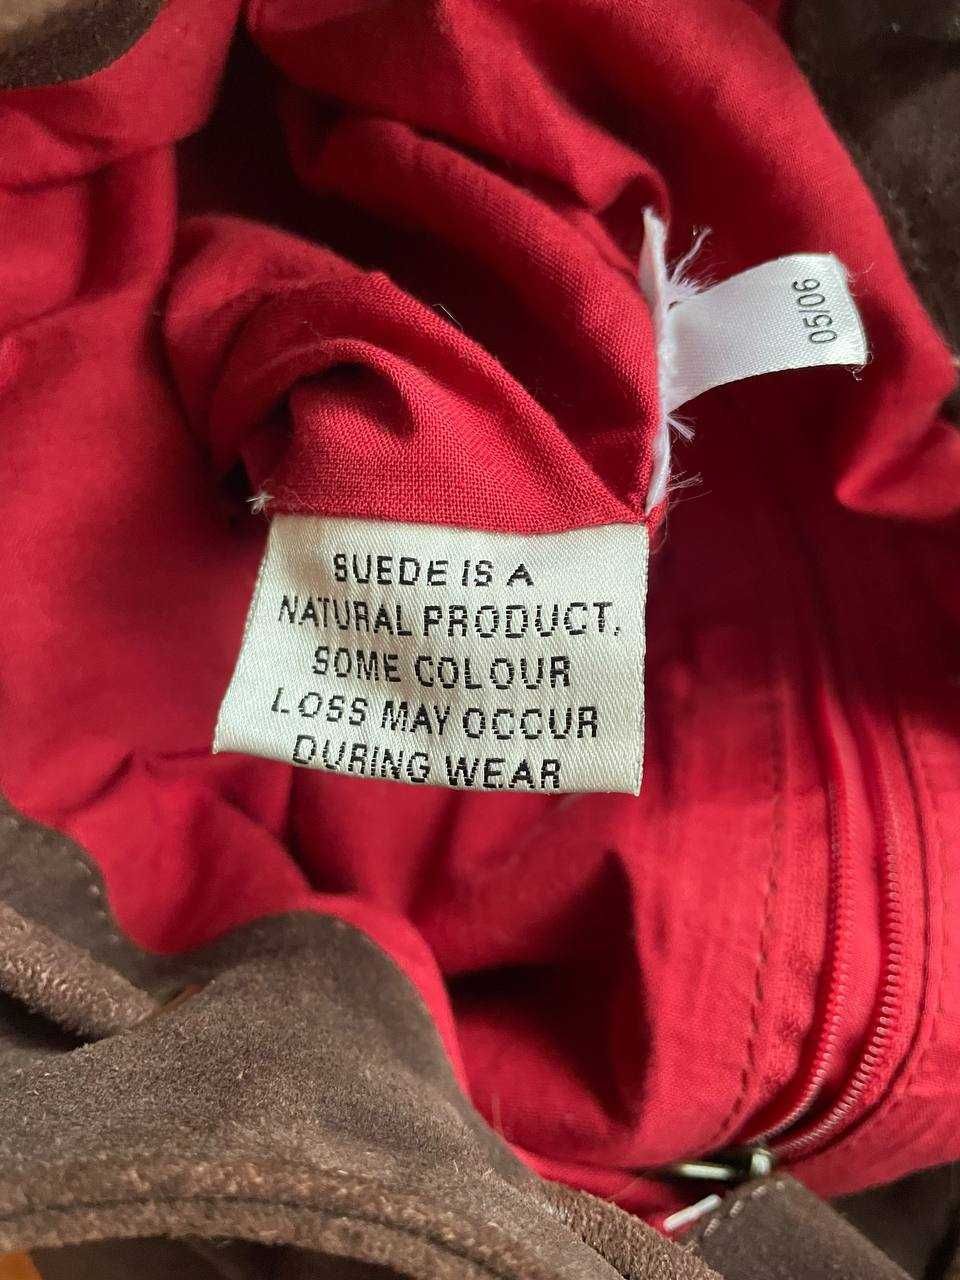 05/06
SUEDE IS A
NATURAL PRODUCT,
SOME COLOUR
LOSS MAY OCCUR
DURING WEAR